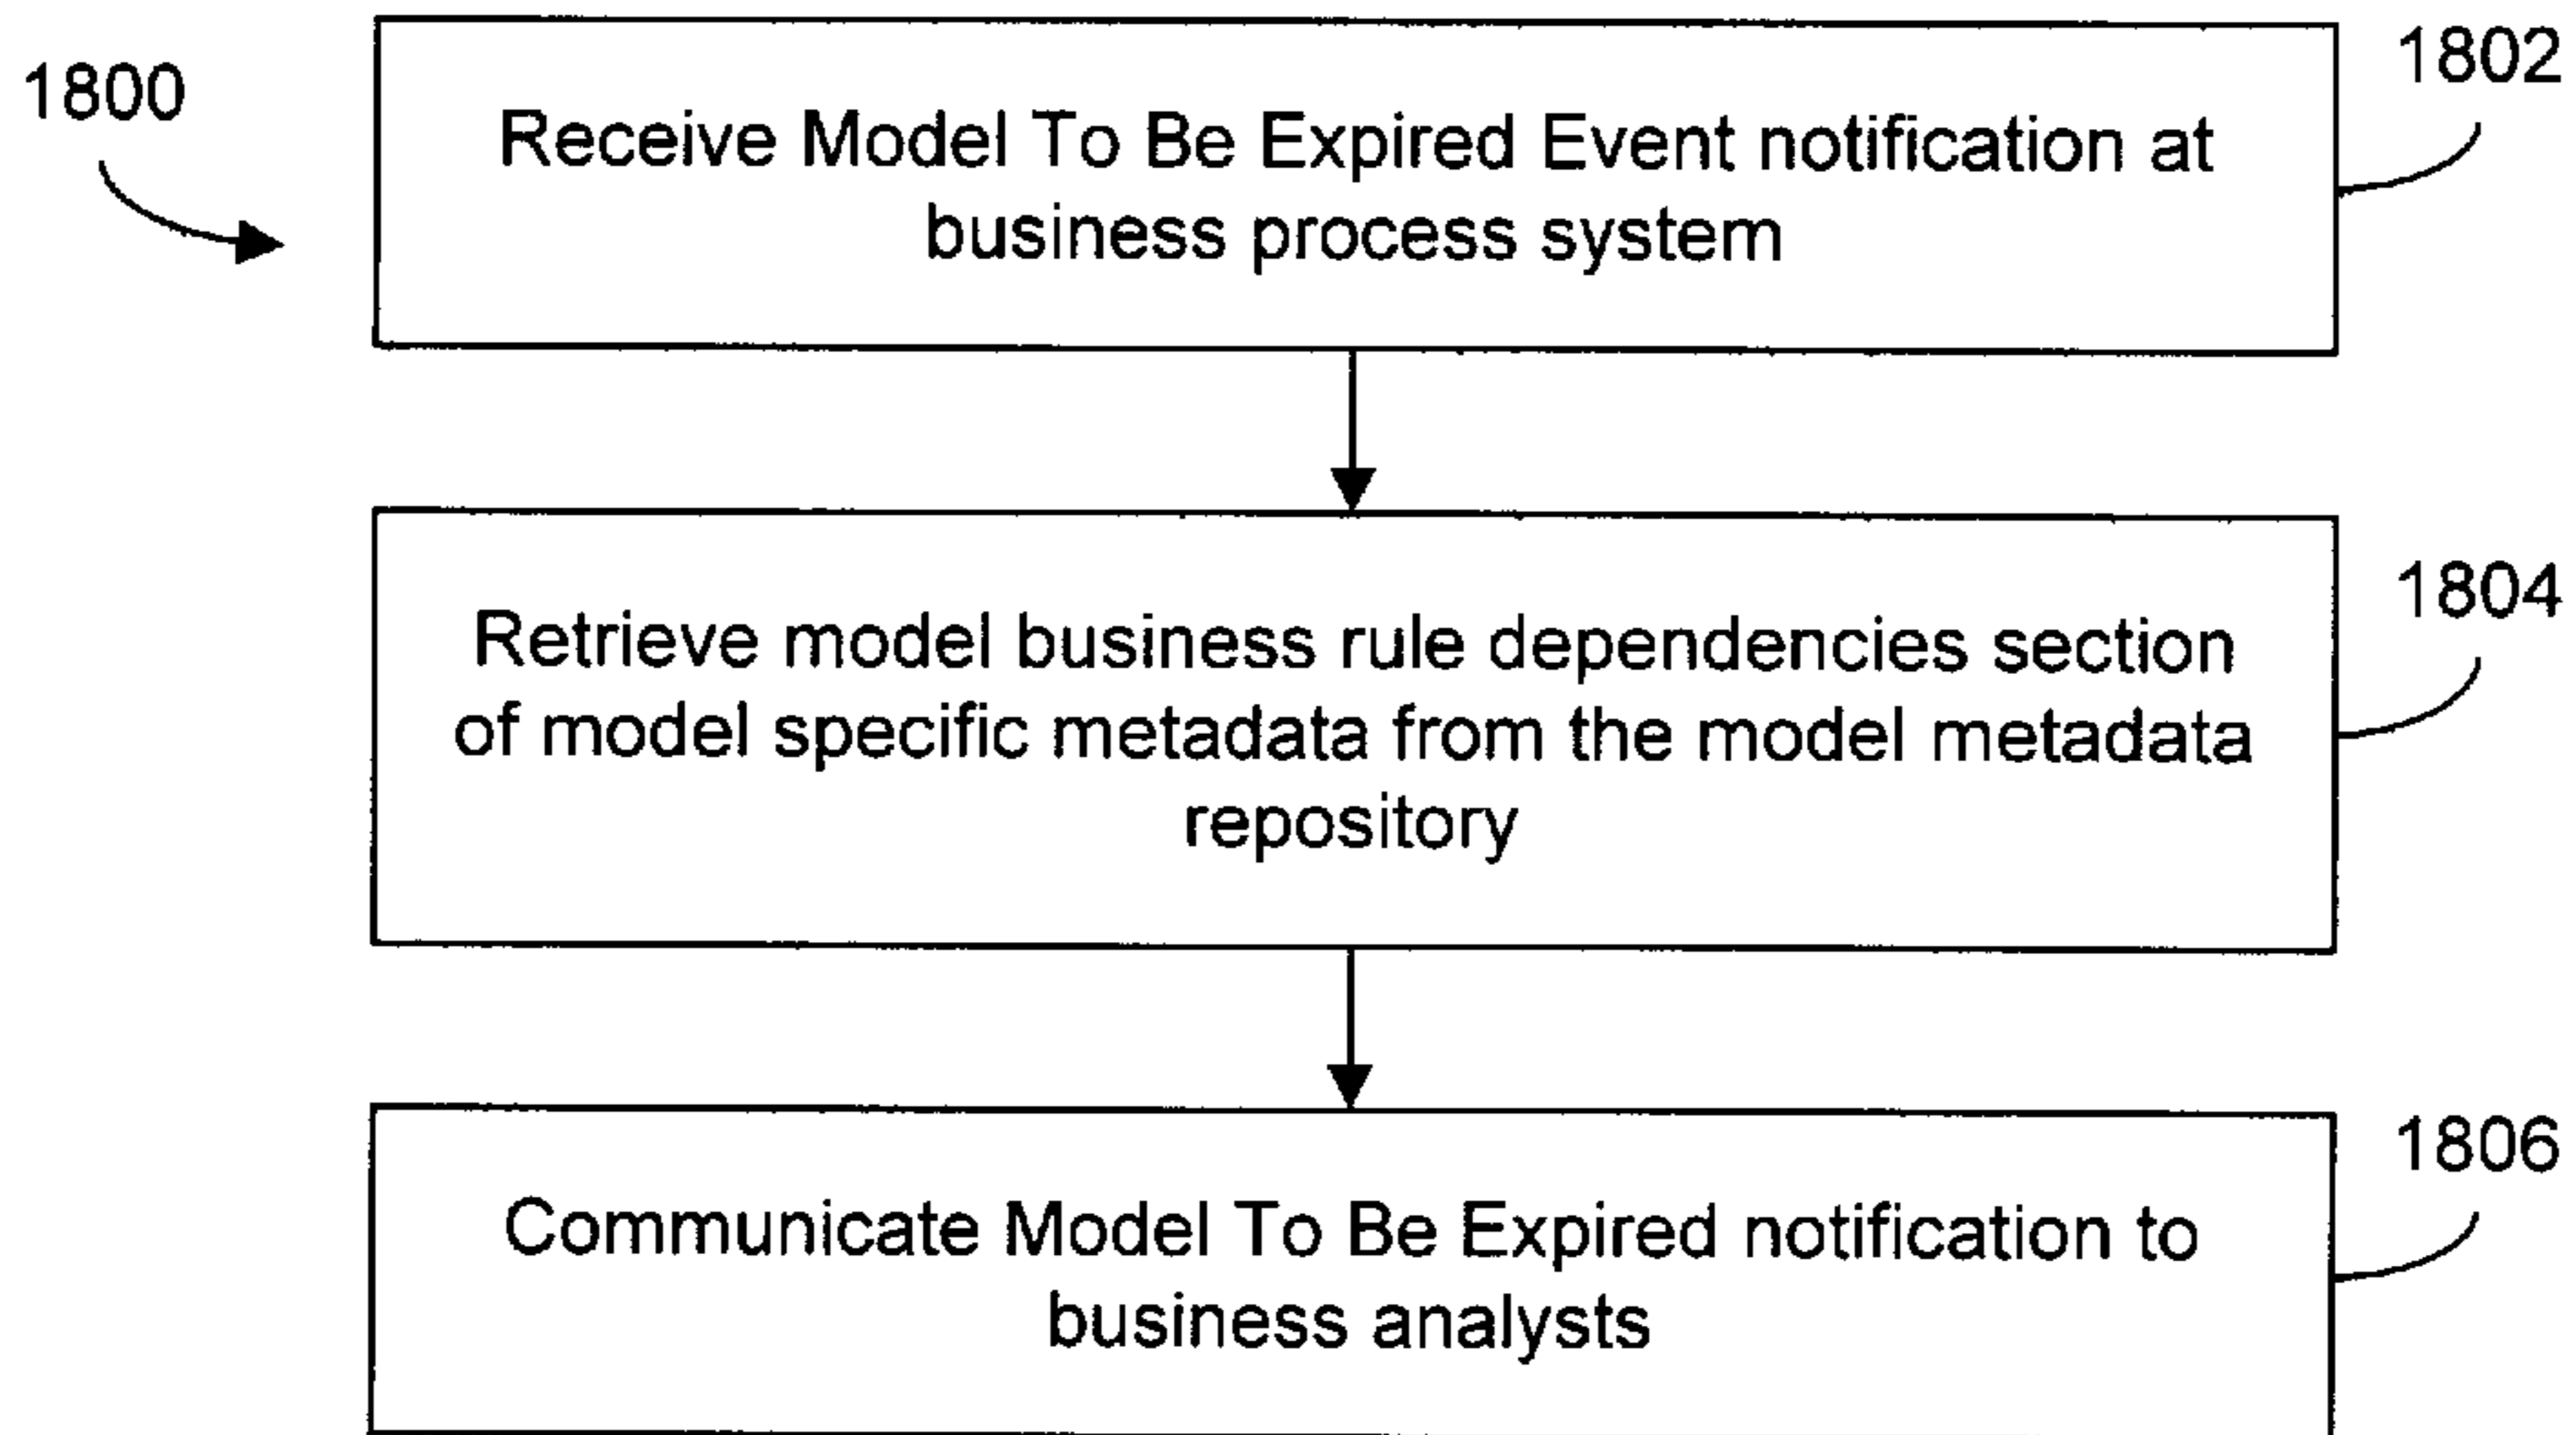 1800
1802
Receive Model To Be Expired Event notification at
business process system
1804
Retrieve model business rule dependencies section
of model specific metadata from the model metadata
repository
1806
Communicate Model To Be Expired notification to
business analysts